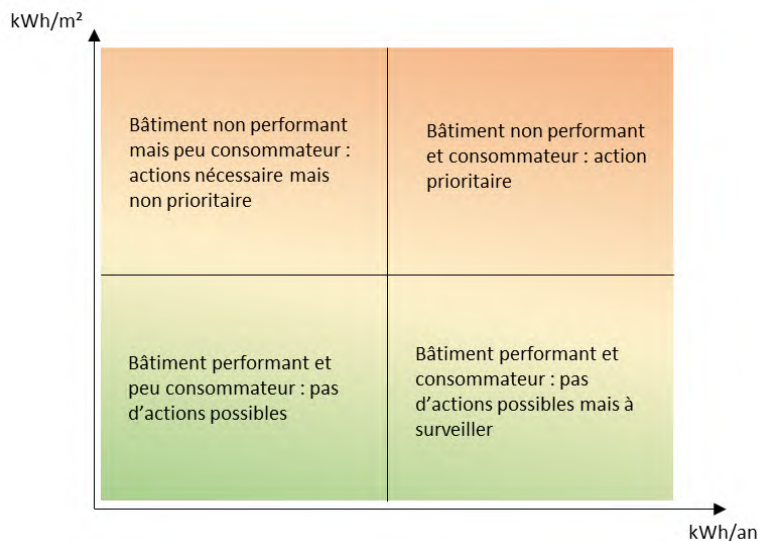 kWh/m²
Bâtiment non performant
mais peu consommateur :
actions nécessaire mais
non prioritaire
Bâtiment non performant
et consommateur : action
prioritaire
Bâtiment performant et
peu consommateur : pas
d’actions possibles
Bâtiment performant et
consommateur : pas
d’actions possibles mais à
surveiller
kWh/an